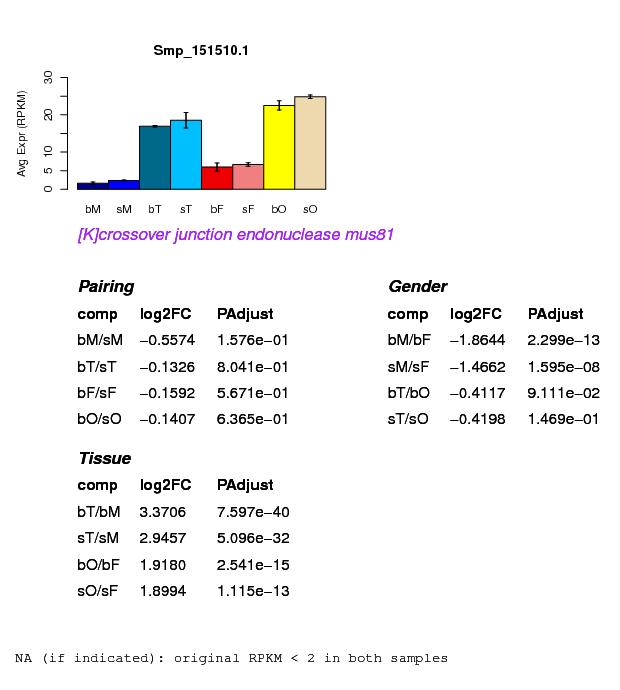 Smp_151510.1
Avg Expr (RPKM)
30
20
10
5
0
bM sM bT sT bF sF bO sO
[K]crossover junction endonuclease mus81
Pairing
comp log2FC PAdjust
bM/sM −0.5574 1.576e−01
bT/sT −0.1326 8.041e−01
bF/sF −0.1592 5.671e−01
bO/sO −0.1407 6.365e−01
Gender
comp log2FC PAdjust
bM/bF −1.8644 2.299e−13
sM/sF −1.4662 1.595e−08
bT/bO −0.4117 9.111e−02
sT/sO −0.4198 1.469e−01
Tissue
comp log2FC PAdjust
bT/bM 3.3706 7.597e−40
sT/sM 2.9457 5.096e−32
bO/bF 1.9180 2.541e−15
sO/sF 1.8994 1.115e−13
NA (if indicated): original RPKM < 2 in both samples